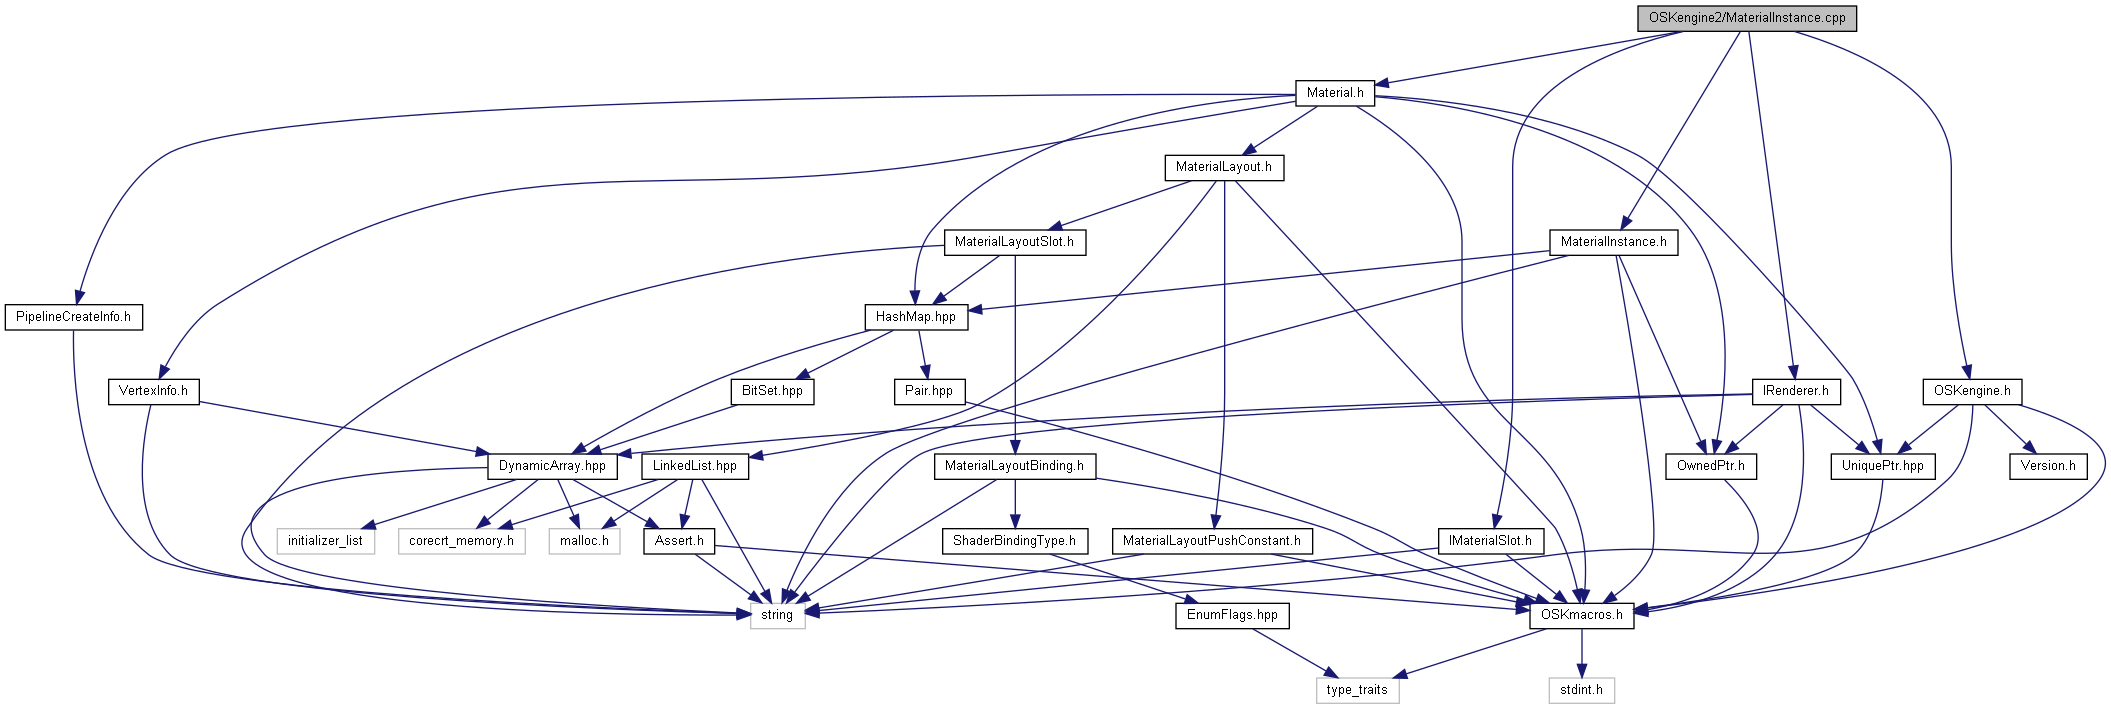 OSKengine2/MaterialInstance.cpp
Material.h
MaterialLayout.h
MaterialLayoutSlot.h
MaterialInstance.h
PipelineCreateInfo.h
HashMap.hpp
VertexInfo.h
BitSet.hpp
Pair.hpp
IRenderer.h
OSKengine.h
DynamicArray.hpp
LinkedList.hpp
MaterialLayoutBinding.h
OwnedPtr.h
UniquePtr.hpp
Version.h
initializer_list
corecrt_memory.h
malloc.h
Assert.h
ShaderBindingType.h
MaterialLayoutPushConstant.h
IMaterialSlot.h
string
EnumFlags.hpp
OSKmacros.h
type_traits
stdint.h